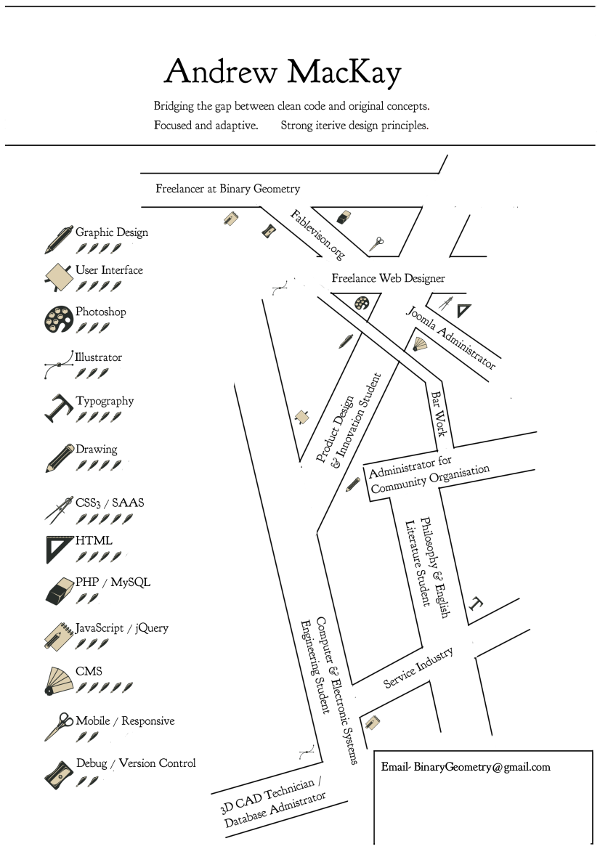 Andrew MacKay
Bridging the gap between clean code and original concepts.
Focused and adaptive. Strong iterive design principles.
Freelancer at Binary Geometry
Fablevison.org
Freelance Web Designer
Joomla Administrator
Graphic Design
User Interface
Photoshop
Illustrator
Typography
Drawing
CSS3 / SAAS
HTML
PHP / MySQL
JavaScript / jQuery
CMS
Mobile / Responsive
Debug / Version Control
Product Design
& Innovation Student
Bar Work
Administrator for
Community Organisation
Philosophy & English
Literature Student
Service Industry
Computer & Electronic Systems
Engineering Student
3D CAD Technician /
Database Admistrator
Email: BinaryGeometry@gmail.com